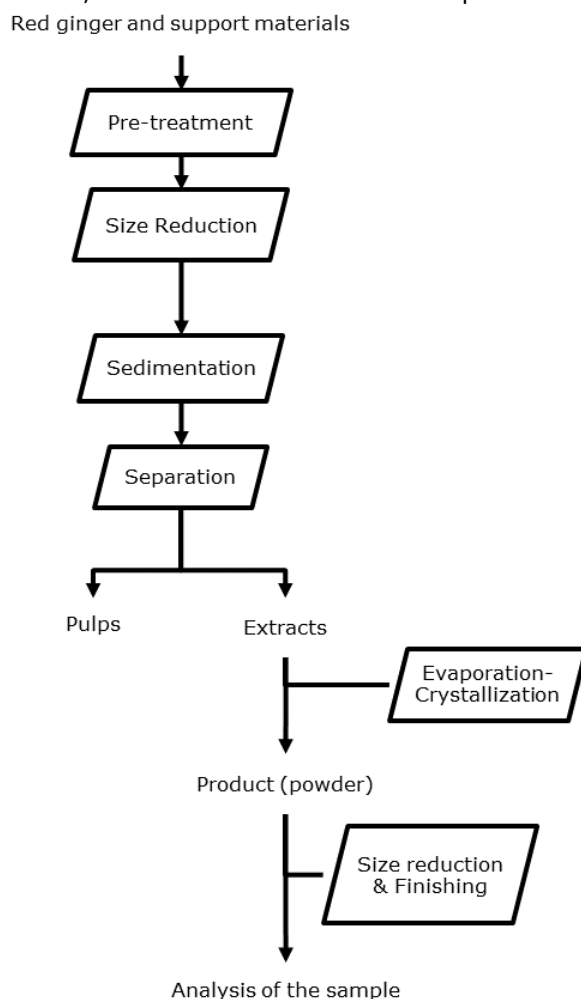 Red ginger and support materials
Pre-treatment
Size Reduction
Sedimentation
Separation
Pulps
Extracts
Evaporation-
Crystallization
Product (powder)
Size reduction
& Finishing
Analysis of the sample